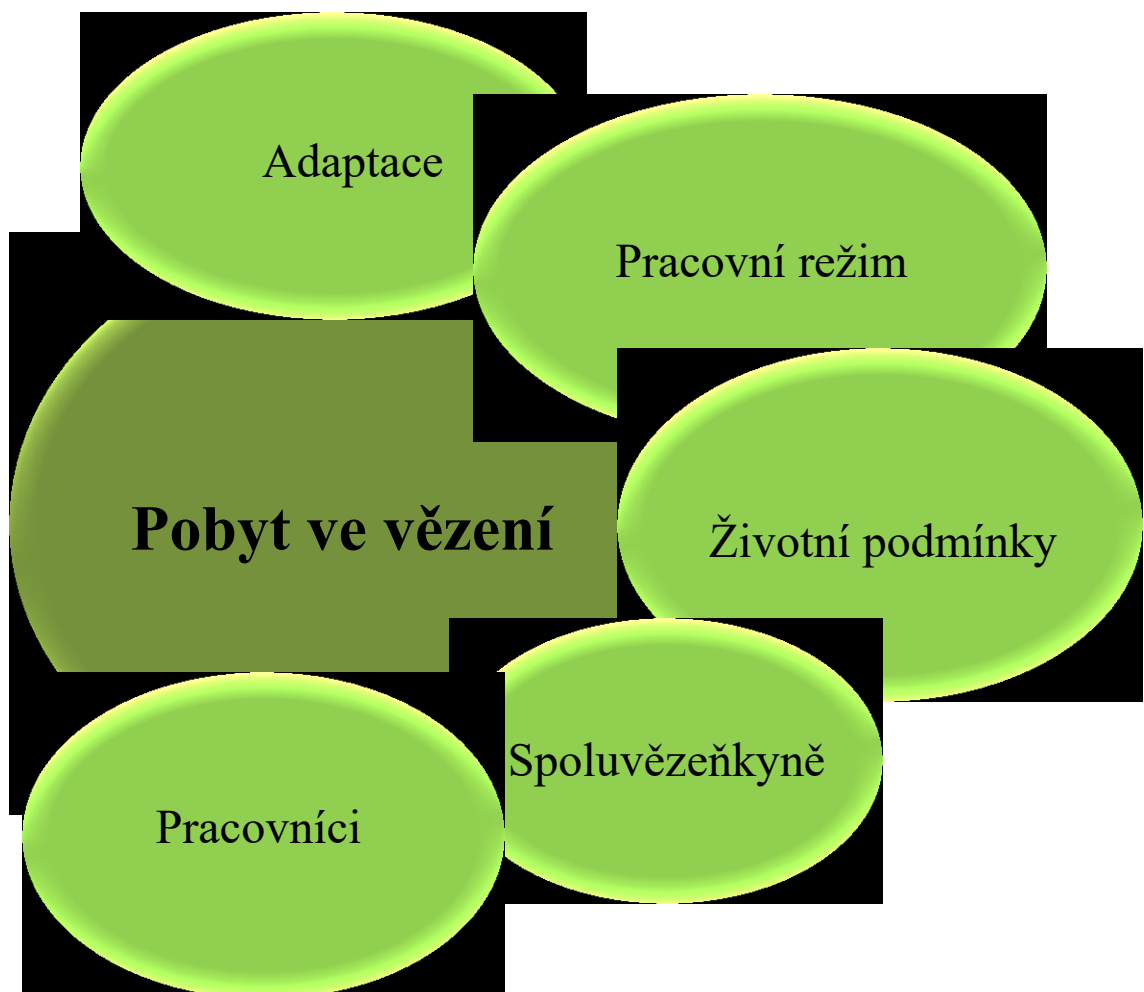 Adaptace
Pracovní režim
Pobyt ve vězení
Životní podmínky
Spoluvězeňkyně
Pracovníci